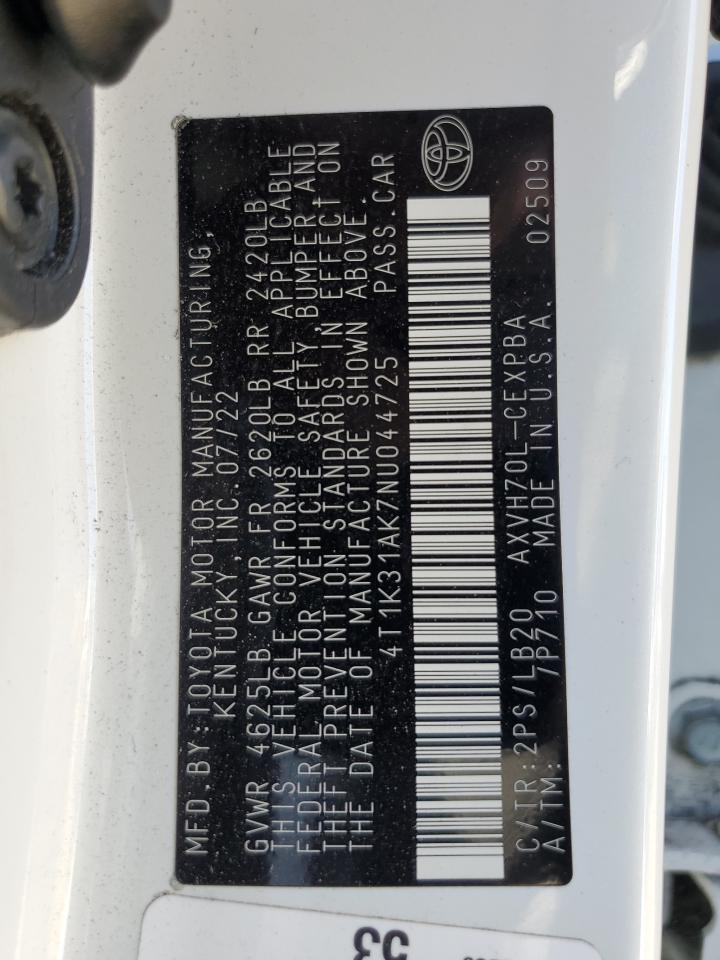 MFD.BY:TOYOTA MOTOR MANUFACTURING,
KENTUCKY INC. 07/22
GVWR 4625LB GAWR FR 2620LB RR 2420LB
THIS VEHICLE CONFORMS TO ALL APPLICABLE
FEDERAL MOTOR VEHICLE SAFETY, BUMPER, AND
THEFT PREVENTION STANDARDS IN EFFECT ON
THE DATE OF MANUFACTURE SHOWN ABOVE.
4T1K31AK7NU044725 PASS.CAR
C/TR:2PS/LB20 AXVH70L-CEXPBA
A/TM: 7P710 MADE IN U.S.A. 02509
53